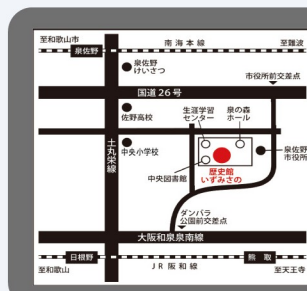 至和歌山市
南海本線
至難波
泉佐野
泉佐野
けいさつ
市役所前交差点
国道26号
佐野高校
生涯学習
センター
泉の森
ホール
中央小学校
土丸栄線
泉佐野
市役所
歴史館
いずみさの
中央図書館
ダンバラ
公園前交差点
大阪和泉泉南線
日根野
熊取
至和歌山
JR阪和線
至天王寺